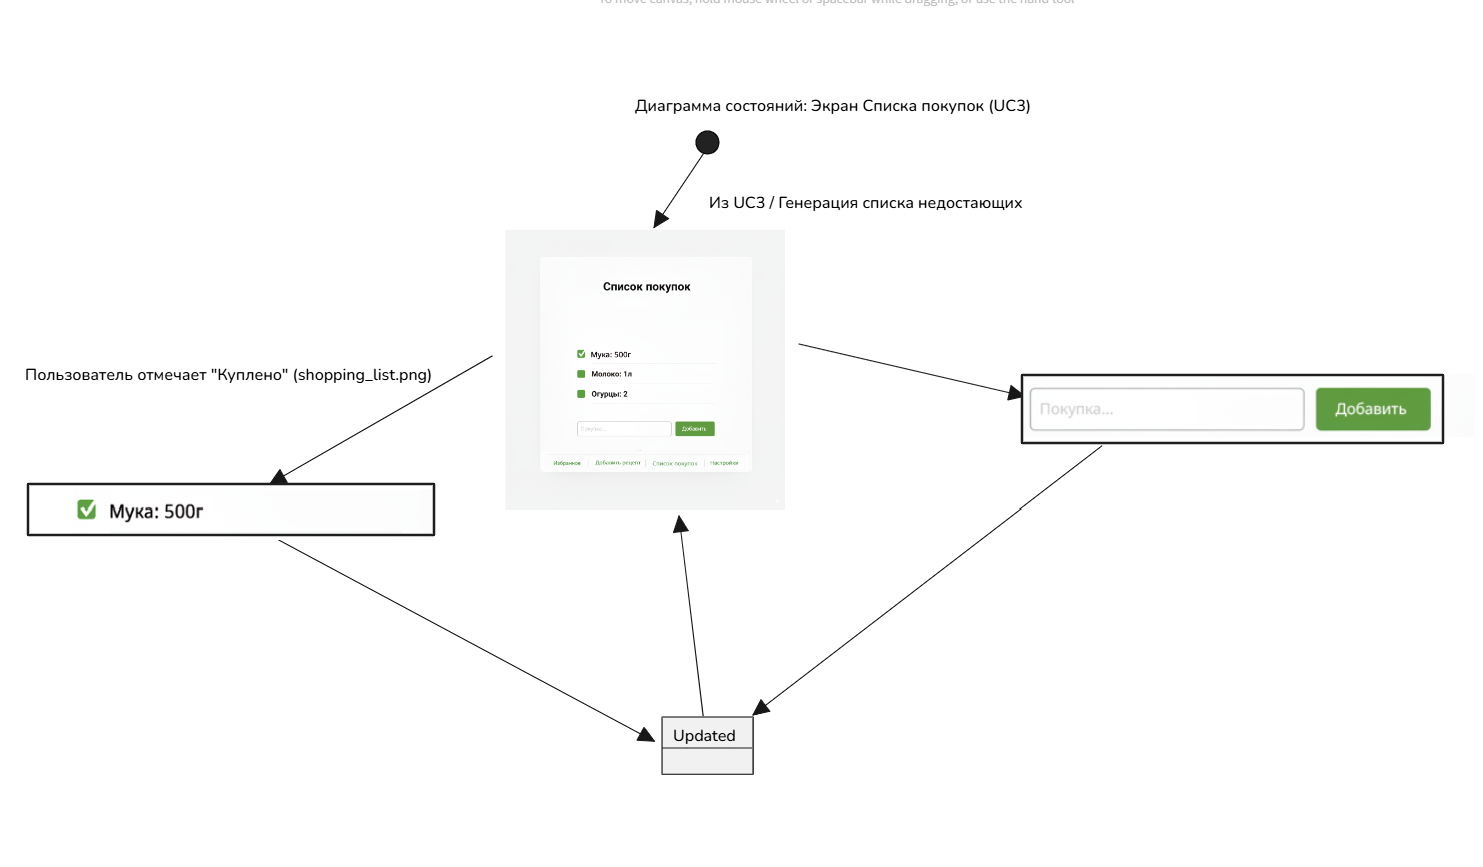 To move canvas, hold mouse wheel or spacebar while dragging, or use the hand tool
Диаграмма состояний: Экран Списка покупок (UC3)
Из UC3 / Генерация списка недостающих
Список покупок
Мука: 500г
Молоко: 1л
Огурцы: 2
Покупка...
Добавить
Избранное
Добавить рецепт
Список покупок
Настройки
Пользователь отмечает "Куплено" (shopping_list.png)
Мука: 500г
Покупка...
Добавить
Updated